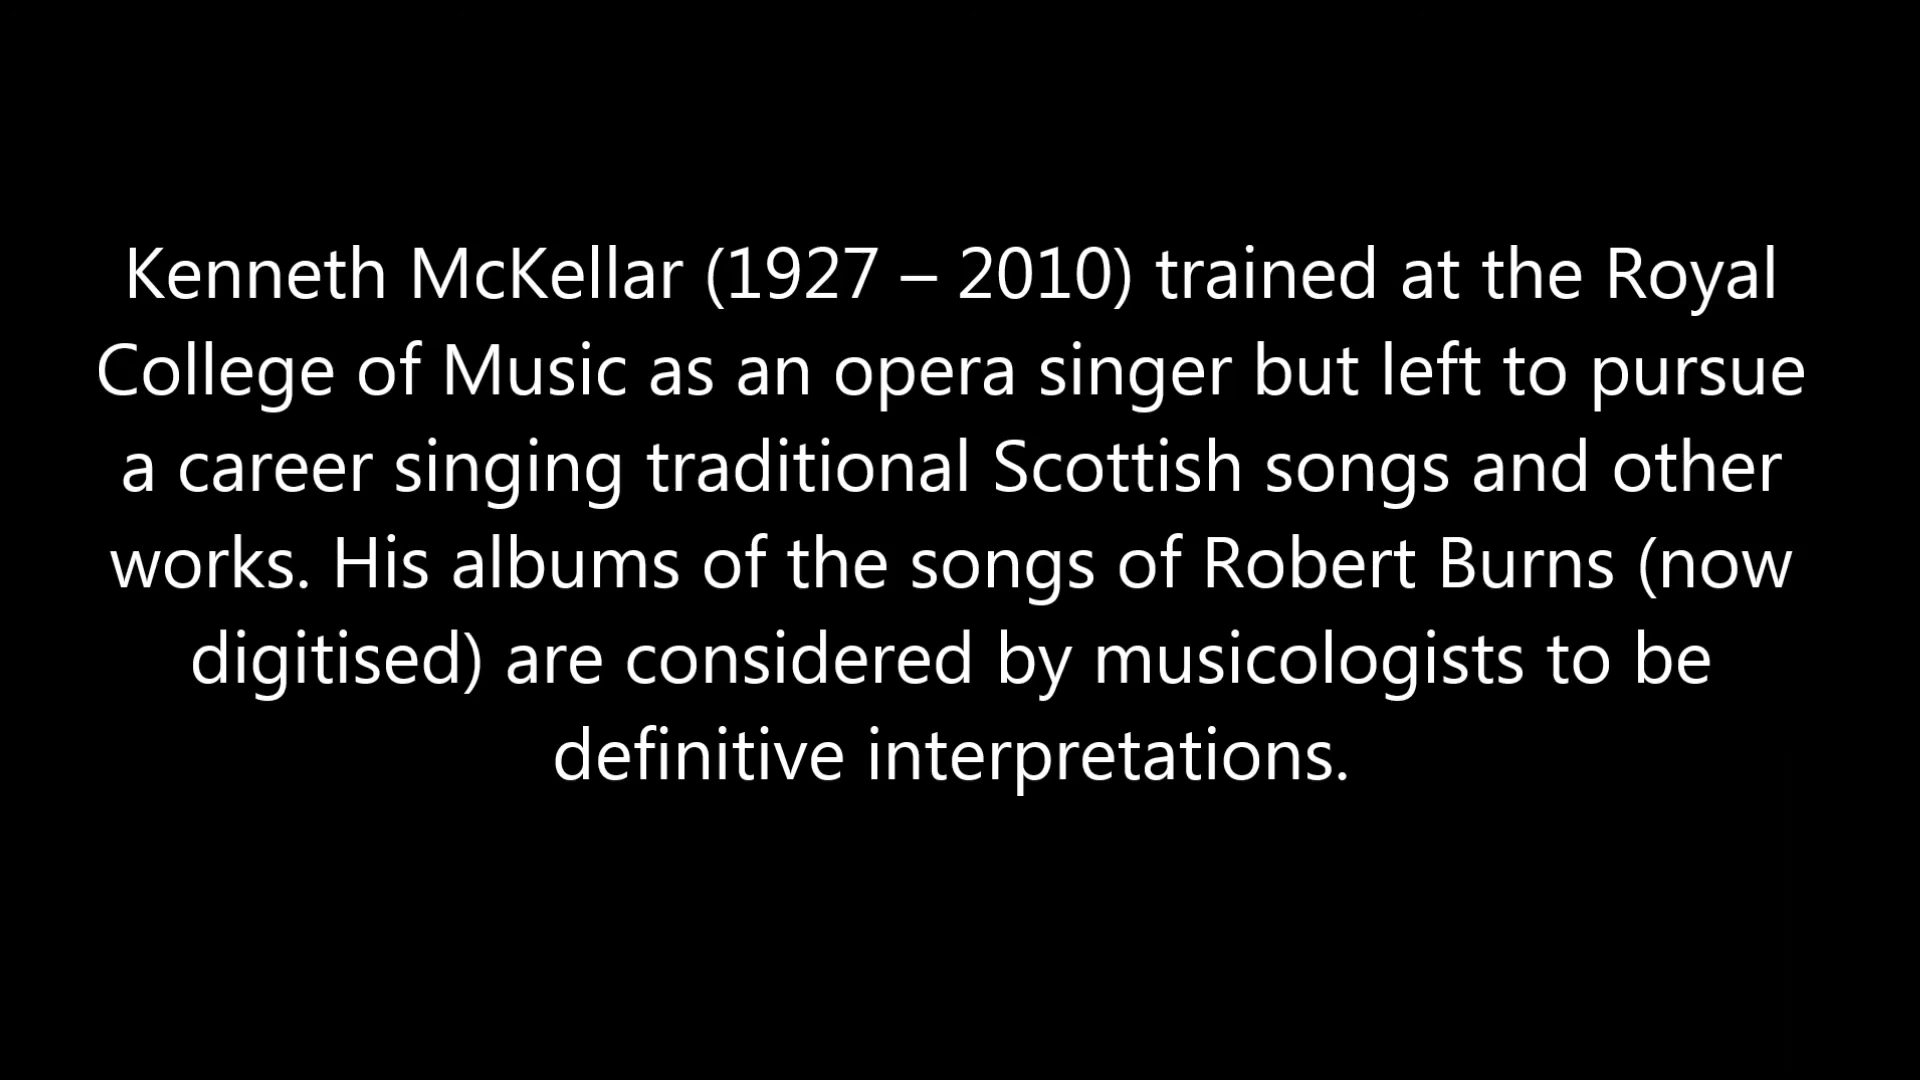 Kenneth McKellar (1927 – 2010) trained at the Royal
College of Music as an opera singer but left to pursue
a career singing traditional Scottish songs and other
works. His albums of the songs of Robert Burns (now
digitised) are considered by musicologists to be
definitive interpretations.